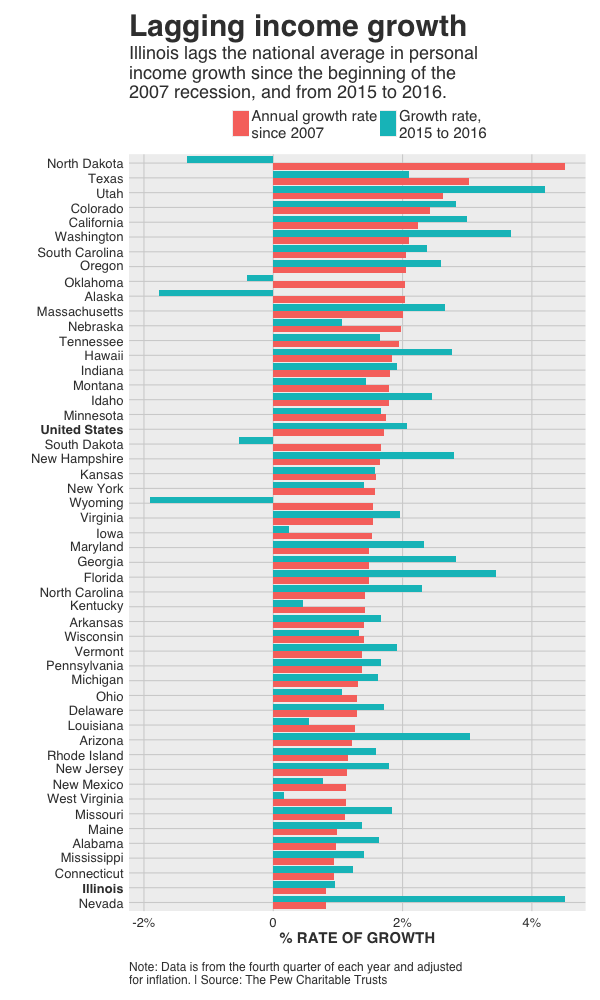 Lagging income growth
Illinois lags the national average in personal
income growth since the beginning of the
2007 recession, and from 2015 to 2016.
Annual growth rate since 2007
Growth rate, 2015 to 2016
North Dakota
Texas
Utah
Colorado
California
Washington
South Carolina
Oregon
Oklahoma
Alaska
Massachusetts
Nebraska
Tennessee
Hawaii
Indiana
Montana
Idaho
Minnesota
United States
South Dakota
New Hampshire
Kansas
New York
Wyoming
Virginia
Iowa
Maryland
Georgia
Florida
North Carolina
Kentucky
Arkansas
Wisconsin
Vermont
Pennsylvania
Michigan
Ohio
Delaware
Louisiana
Arizona
Rhode Island
New Jersey
New Mexico
West Virginia
Missouri
Maine
Alabama
Mississippi
Connecticut
Illinois
Nevada
-2% 0 2% 4%
% RATE OF GROWTH
Note: Data is from the fourth quarter of each year and adjusted
for inflation. | Source: The Pew Charitable Trusts